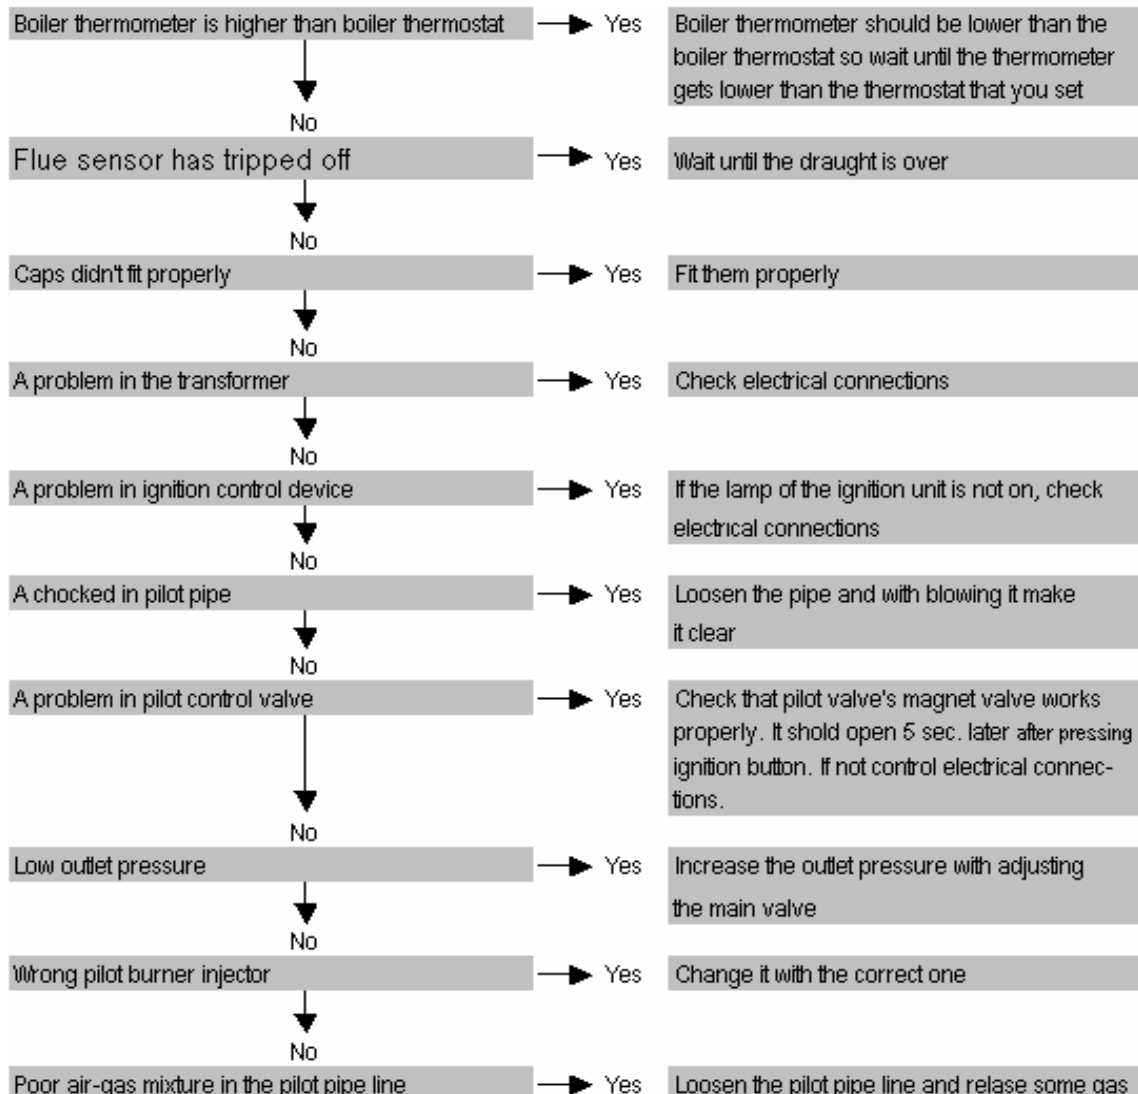 Boiler thermometer is higher than boiler thermostat
Yes
Boiler thermometer should be lower than the
boiler thermostat so wait until the thermometer
gets lower than the thermostat that you set
No
Flue sensor has tripped off
Yes
Wait until the draught is over
No
Caps didn't fit properly
Yes
Fit them properly
No
A problem in the transformer
Yes
Check electrical connections
No
A problem in ignition control device
Yes
If the lamp of the ignition unit is not on, check
electrical connections
No
A chocked in pilot pipe
Yes
Loosen the pipe and with blowing it make
it clear
No
A problem in pilot control valve
Yes
Check that pilot valve's magnet valve works
properly. It shold open 5 sec. later after pressing
ignition button. If not control electrical connec-
tions.
No
Low outlet pressure
Yes
Increase the outlet pressure with adjusting
the main valve
No
Wrong pilot burner injector
Yes
Change it with the correct one
No
Poor air-gas mixture in the pilot pipe line
Yes
Loosen the pilot pipe line and relase some gas